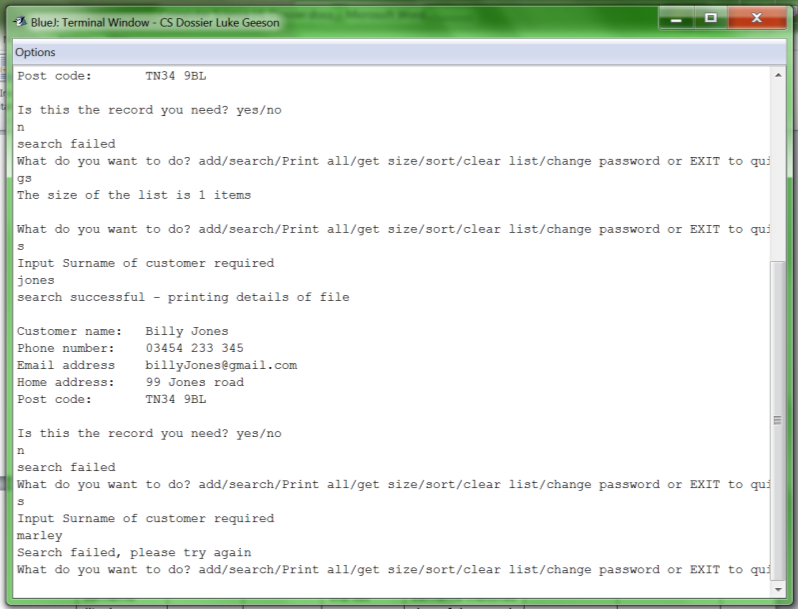 BlueJ: Terminal Window - CS Dossier Luke Geeson
Options
Post code: TN34 9BL
Is this the record you need? yes/no
n
search failed
What do you want to do? add/search/Print all/get size/sort/clear list/change password or EXIT to qui
gs
The size of the list is 1 items
What do you want to do? add/search/Print all/get size/sort/clear list/change password or EXIT to qui
s
Input Surname of customer required
jones
search successful - printing details of file
Customer name: Billy Jones
Phone number: 03454 233 345
Email address billyJones@gmail.com
Home address: 99 Jones road
Post code: TN34 9BL
Is this the record you need? yes/no
n
search failed
What do you want to do? add/search/Print all/get size/sort/clear list/change password or EXIT to qui
s
Input Surname of customer required
marley
Search failed, please try again
What do you want to do? add/search/Print all/get size/sort/clear list/change password or EXIT to qui